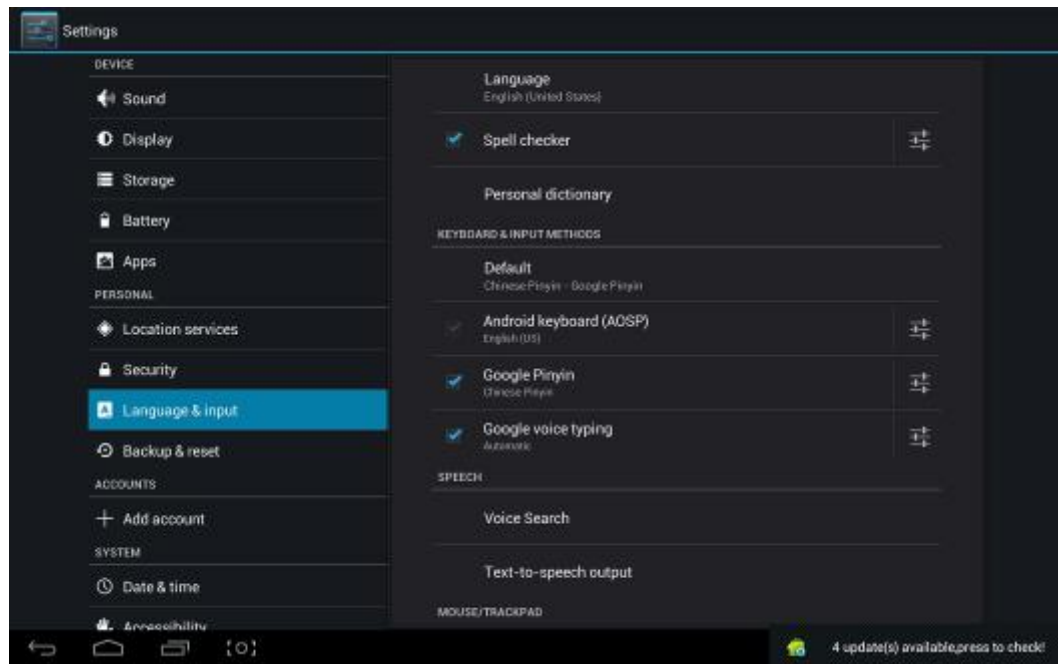 Settings
DEVICE
Sound
Display
Storage
Battery
Apps
PERSONAL
Location services
Security
Language & input
Backup & reset
ACCOUNTS
Add account
SYSTEM
Date & time
Accessibility
Language
English (United States)
Spell checker
Personal dictionary
KEYBOARD & INPUT METHODS
Default
Chinese Pinyin - Google Pinyin
Android keyboard (AOSP)
English (US)
Google Pinyin
Chinese Pinyin
Google voice typing
Automatic
SPEECH
Voice Search
Text-to-speech output
MOUSE/TRACKPAD
4 update(s) available,press to check!